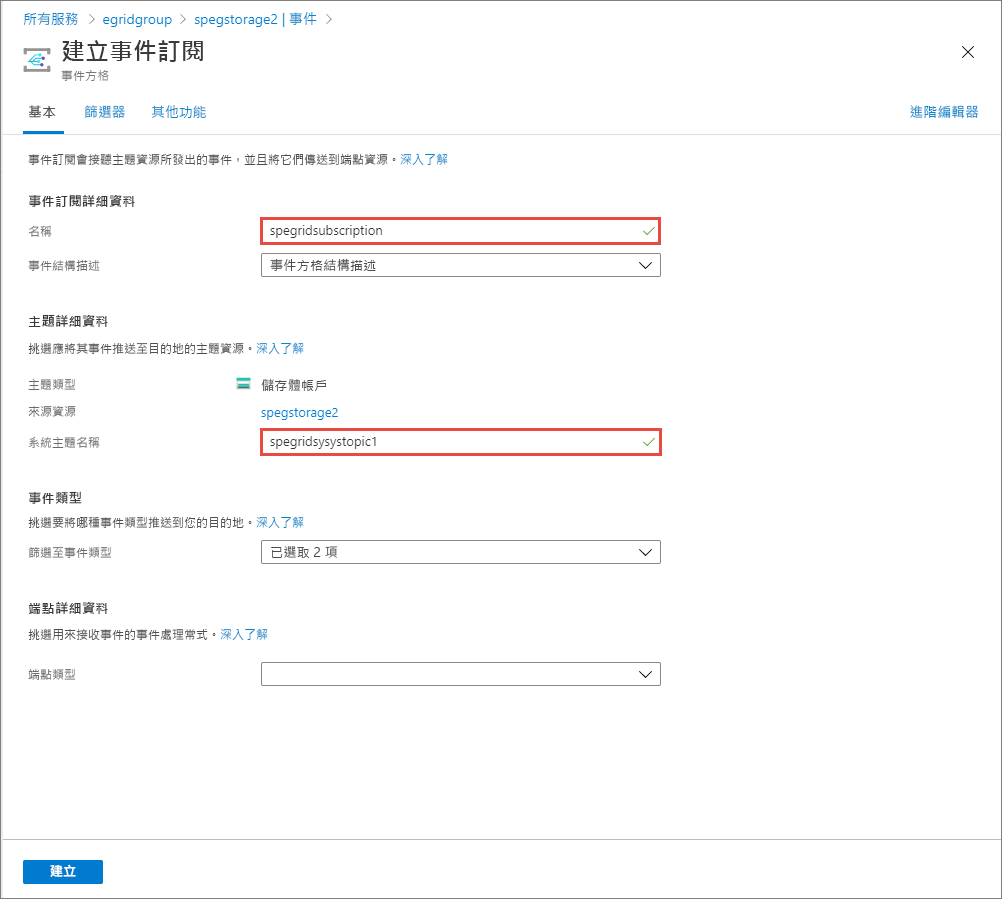 所有服務 > egridgroup > spegstorage2 | 事件 >
建立事件訂閱
事件方格
基本 篩選器 其他功能 進階編輯器
事件訂閱會接聽主題資源所發出的事件，並且將它們傳送到端點資源。深入了解
事件訂閱詳細資料
名稱 spegridsubscription
事件結構描述 事件方格結構描述
主題詳細資料
挑選應將其事件推送至目的地的主題資源。深入了解
主題類型 儲存體帳戶
來源資源 spegstorage2
系統主題名稱 spegridsysystopic1
事件類型
挑選要將哪種事件類型推送到您的目的地。深入了解
篩選至事件類型 已選取 2 項
端點詳細資料
挑選用來接收事件的事件處理常式。深入了解
端點類型
建立